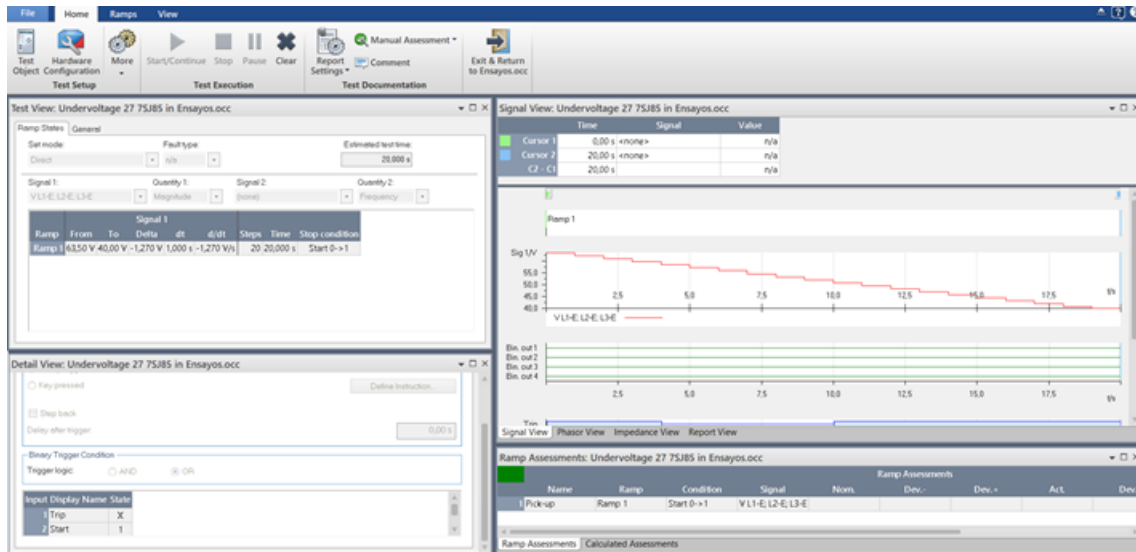 File Home Ramps View
Test Object
Hardware Configuration
More
Test Setup
Start/Continue Stop Pause Clear
Test Execution
Report Settings
Manual Assessment
Comment
Test Documentation
Exit & Return to Ensayos.occ
Test View: Undervoltage 27 7SJ85 in Ensayos.occ
Ramp States General
Set mode: Fault type: Estimated test time:
Direct n/a 20,000 s
Signal 1: Quantity 1: Signal 2: Quantity 2:
V L1-E; L2-E; L3-E Magnitude (none) Frequency
Signal 1
Ramp From To Delta dt d/dt Steps Time Stop condition
Ramp 1 63,50 V 40,00 V -1,270 V 1,000 s -1,270 V/s 20 20,000 s Start 0->1
Detail View: Undervoltage 27 7SJ85 in Ensayos.occ
Key pressed Define Instruction...
Step back
Delay after trigger: 0,00 s
Binary Trigger Condition
Trigger logic: AND OR
Input Display Name State
1 Trip X
2 Start 1
Signal View: Undervoltage 27 7SJ85 in Ensayos.occ
Time Signal Value
Cursor 1 0,00 s <none> n/a
Cursor 2 20,00 s <none> n/a
C2 - C1 20,00 s n/a
Ramp 1
Sig 1/V
55,0
50,0
45,0
40,0
2,5 5,0 7,5 10,0 12,5 15,0 17,5 t/s
V L1-E; L2-E; L3-E
Bin. out 1
Bin. out 2
Bin. out 3
Bin. out 4
2,5 5,0 7,5 10,0 12,5 15,0 17,5 t/s
Trip
Signal View Phasor View Impedance View Report View
Ramp Assessments: Undervoltage 27 7SJ85 in Ensayos.occ
Ramp Assessments
Name Ramp Condition Signal Nom. Dev.- Dev.+ Act. Dev.
1 Pick-up Ramp 1 Start 0->1 V L1-E; L2-E; L3-E
Ramp Assessments Calculated Assessments